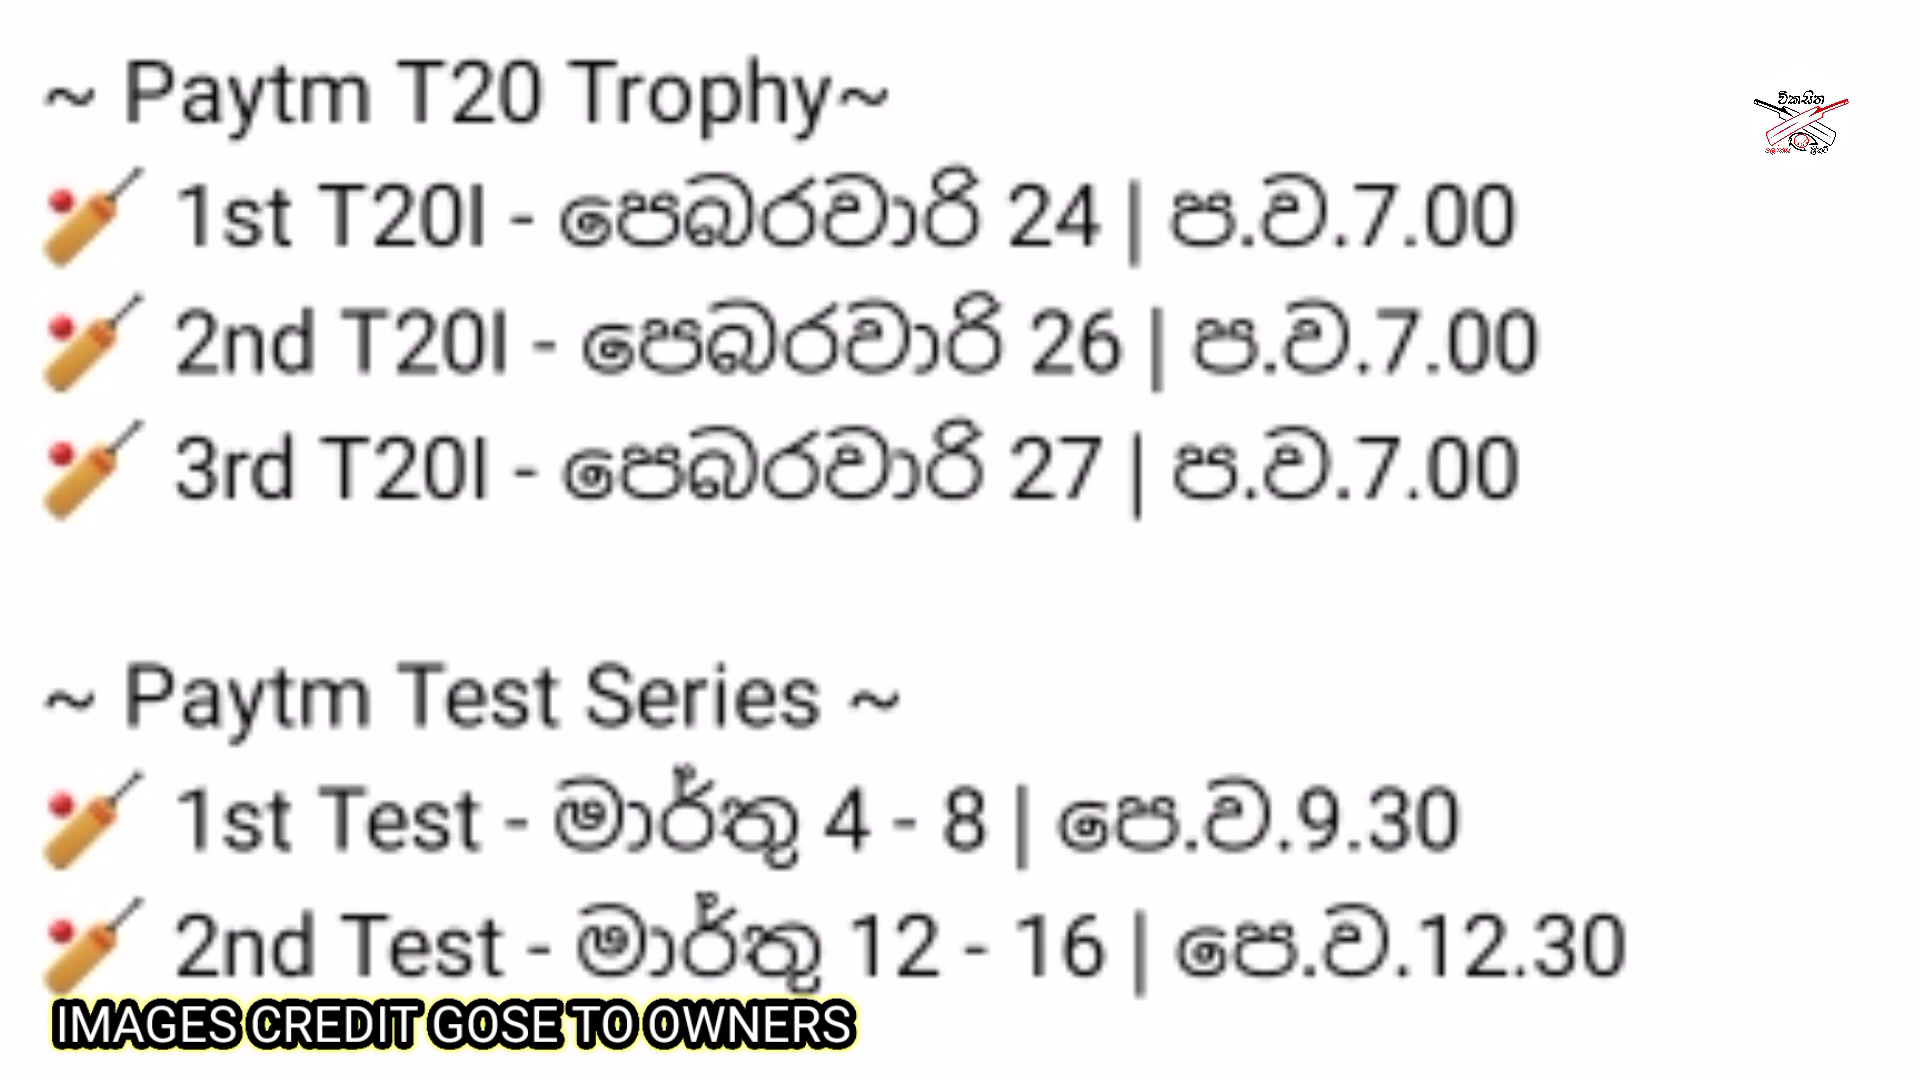 ~ Paytm T20 Trophy~
විකසිත
🏏 1st T20I - පෙබරවාරි 24 | ප.ව.7.00
🏏 2nd T20I - පෙබරවාරි 26 | ප.ව.7.00
🏏 3rd T20I - පෙබරවාරි 27 | ප.ව.7.00
~ Paytm Test Series ~
🏏 1st Test - මාර්තු 4 - 8 | පෙ.ව.9.30
🏏 2nd Test - මාර්තු 12 - 16 | පෙ.ව.12.30
IMAGES CREDIT GOSE TO OWNERS